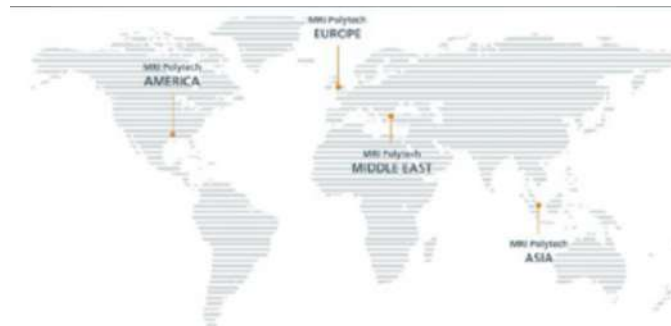 MRI Polytech
EUROPE
MRI Polytech
AMERICA
MRI Polytech
MIDDLE EAST
MRI Polytech
ASIA